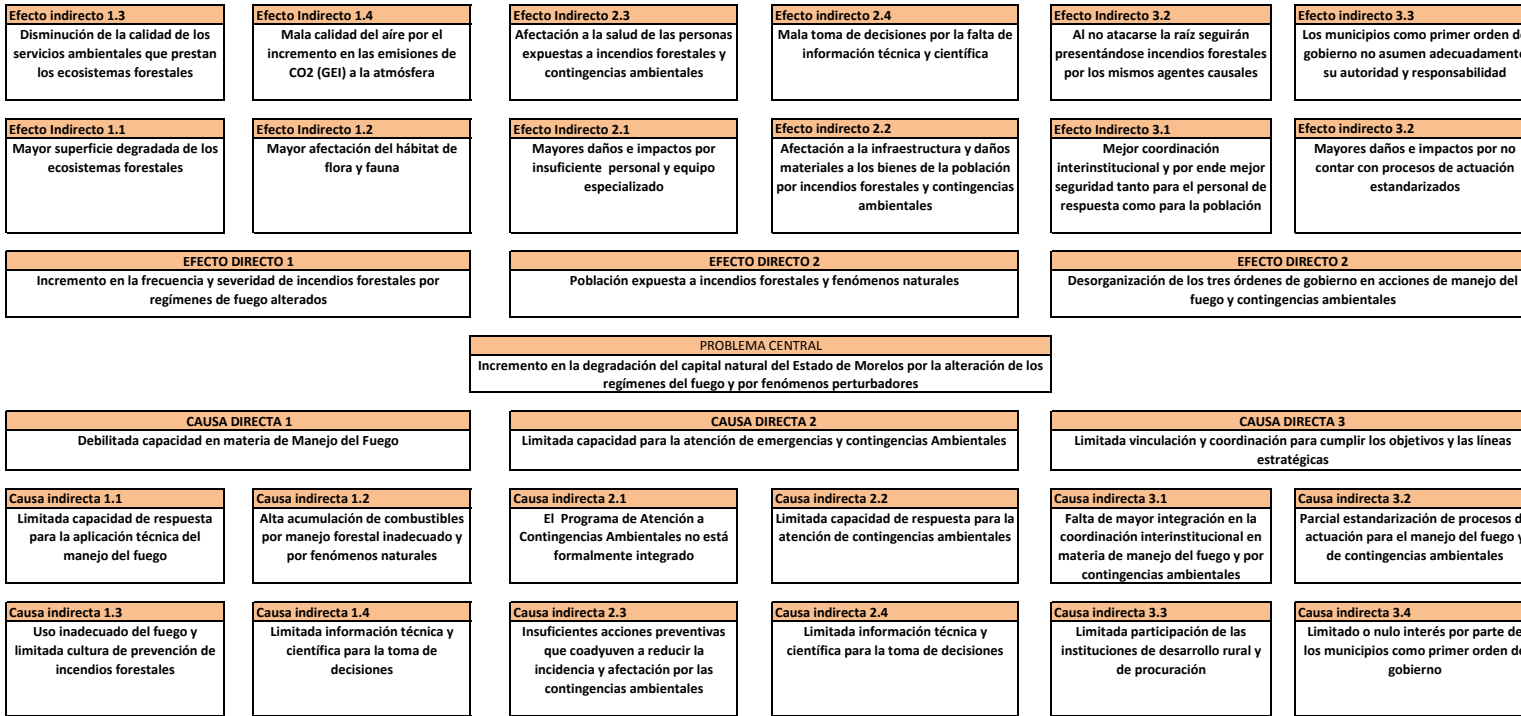 Efecto Indirecto 1.3
Disminución de la calidad de los
servicios ambientales que prestan
los ecosistemas forestales
Efecto Indirecto 1.4
Mala calidad del aíre por el
incremento en las emisiones de
CO2 (GEI) a la atmósfera
Efecto Indirecto 2.3
Afectación a la salud de las personas
expuestas a incendios forestales y
contingencias ambientales
Efecto indirecto 2.4
Mala toma de decisiones por la falta de
información técnica y científica
Efecto Indirecto 3.2
Al no atacarse la raíz seguirán
presentándose incendios forestales
por los mismos agentes causales
Efecto indirecto 3.3
Los municipios como primer orden
gobierno no asumen adecuadamente
su autoridad y responsabilidad
Efecto Indirecto 1.1
Mayor superficie degradada de los
ecosistemas forestales
Efecto Indirecto 1.2
Mayor afectación del hábitat de
flora y fauna
Efecto Indirecto 2.1
Mayores daños e impactos por
insuficiente personal y equipo
especializado
Efecto indirecto 2.2
Afectación a la infraestructura y daños
materiales a los bienes de la población
por incendios forestales y contingencias
ambientales
Efecto Indirecto 3.1
Mejor coordinación
interinstitucional y por ende mejor
seguridad tanto para el personal de
respuesta como para la población
Efecto indirecto 3.2
Mayores daños e impactos por no
contar con procesos de actuación
estandarizados
EFECTO DIRECTO 1
Incremento en la frecuencia y severidad de incendios forestales por
regímenes de fuego alterados
EFECTO DIRECTO 2
Población expuesta a incendios forestales y fenómenos naturales
EFECTO DIRECTO 2
Desorganización de los tres órdenes de gobierno en acciones de manejo del
fuego y contingencias ambientales
PROBLEMA CENTRAL
Incremento en la degradación del capital natural del Estado de Morelos por la alteración de los
regímenes del fuego y por fenómenos perturbadores
CAUSA DIRECTA 1
Debilitada capacidad en materia de Manejo del Fuego
CAUSA DIRECTA 2
Limitada capacidad para la atención de emergencias y contingencias Ambientales
CAUSA DIRECTA 3
Limitada vinculación y coordinación para cumplir los objetivos y las líneas
estratégicas
Causa indirecta 1.1
Limitada capacidad de respuesta
para la aplicación técnica del
manejo del fuego
Causa indirecta 1.2
Alta acumulación de combustibles
por manejo forestal inadecuado y
por fenómenos naturales
Causa indirecta 2.1
El Programa de Atención a
Contingencias Ambientales no está
formalmente integrado
Causa indirecta 2.2
Limitada capacidad de respuesta para la
atención de contingencias ambientales
Causa indirecta 3.1
Falta de mayor integración en la
coordinación interinstitucional en
materia de manejo del fuego y por
contingencias ambientales
Causa indirecta 3.2
Parcial estandarización de procesos
actuación para el manejo del fuego y
de contingencias ambientales
Causa indirecta 1.3
Uso inadecuado del fuego y
limitada cultura de prevención de
incendios forestales
Causa indirecta 1.4
Limitada información técnica y
científica para la toma de
decisiones
Causa indirecta 2.3
Insuficientes acciones preventivas
que coadyuven a reducir la
incidencia y afectación por las
contingencias ambientales
Causa indirecta 2.4
Limitada información técnica y
científica para la toma de decisiones
Causa indirecta 3.3
Limitada participación de las
instituciones de desarrollo rural y
de procuración
Causa indirecta 3.4
Limitado o nulo interés por parte de
los municipios como primer orden
gobierno